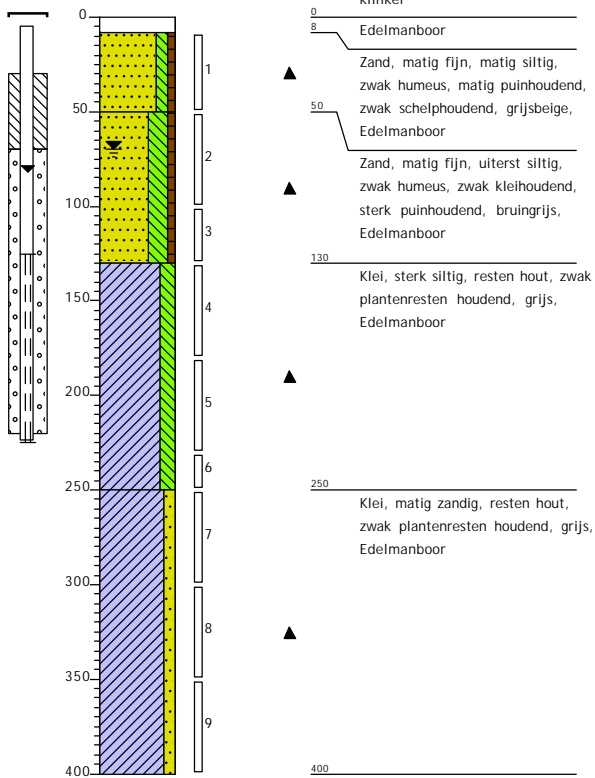 klinker
0
0
8
Edelmanboor
Zand, matig fijn, matig siltig,
zwak humeus, matig puinhoudend,
zwak schelphoudend, grijsbeige,
Edelmanboor
1
50
50
Zand, matig fijn, uiterst siltig,
zwak humeus, zwak kleihoudend,
sterk puinhoudend, bruingrijs,
Edelmanboor
2
100
3
130
Klei, sterk siltig, resten hout, zwak
plantenresten houdend, grijs,
Edelmanboor
150
4
200
5
6
250
250
Klei, matig zandig, resten hout,
zwak plantenresten houdend, grijs,
Edelmanboor
7
300
8
350
9
400
400